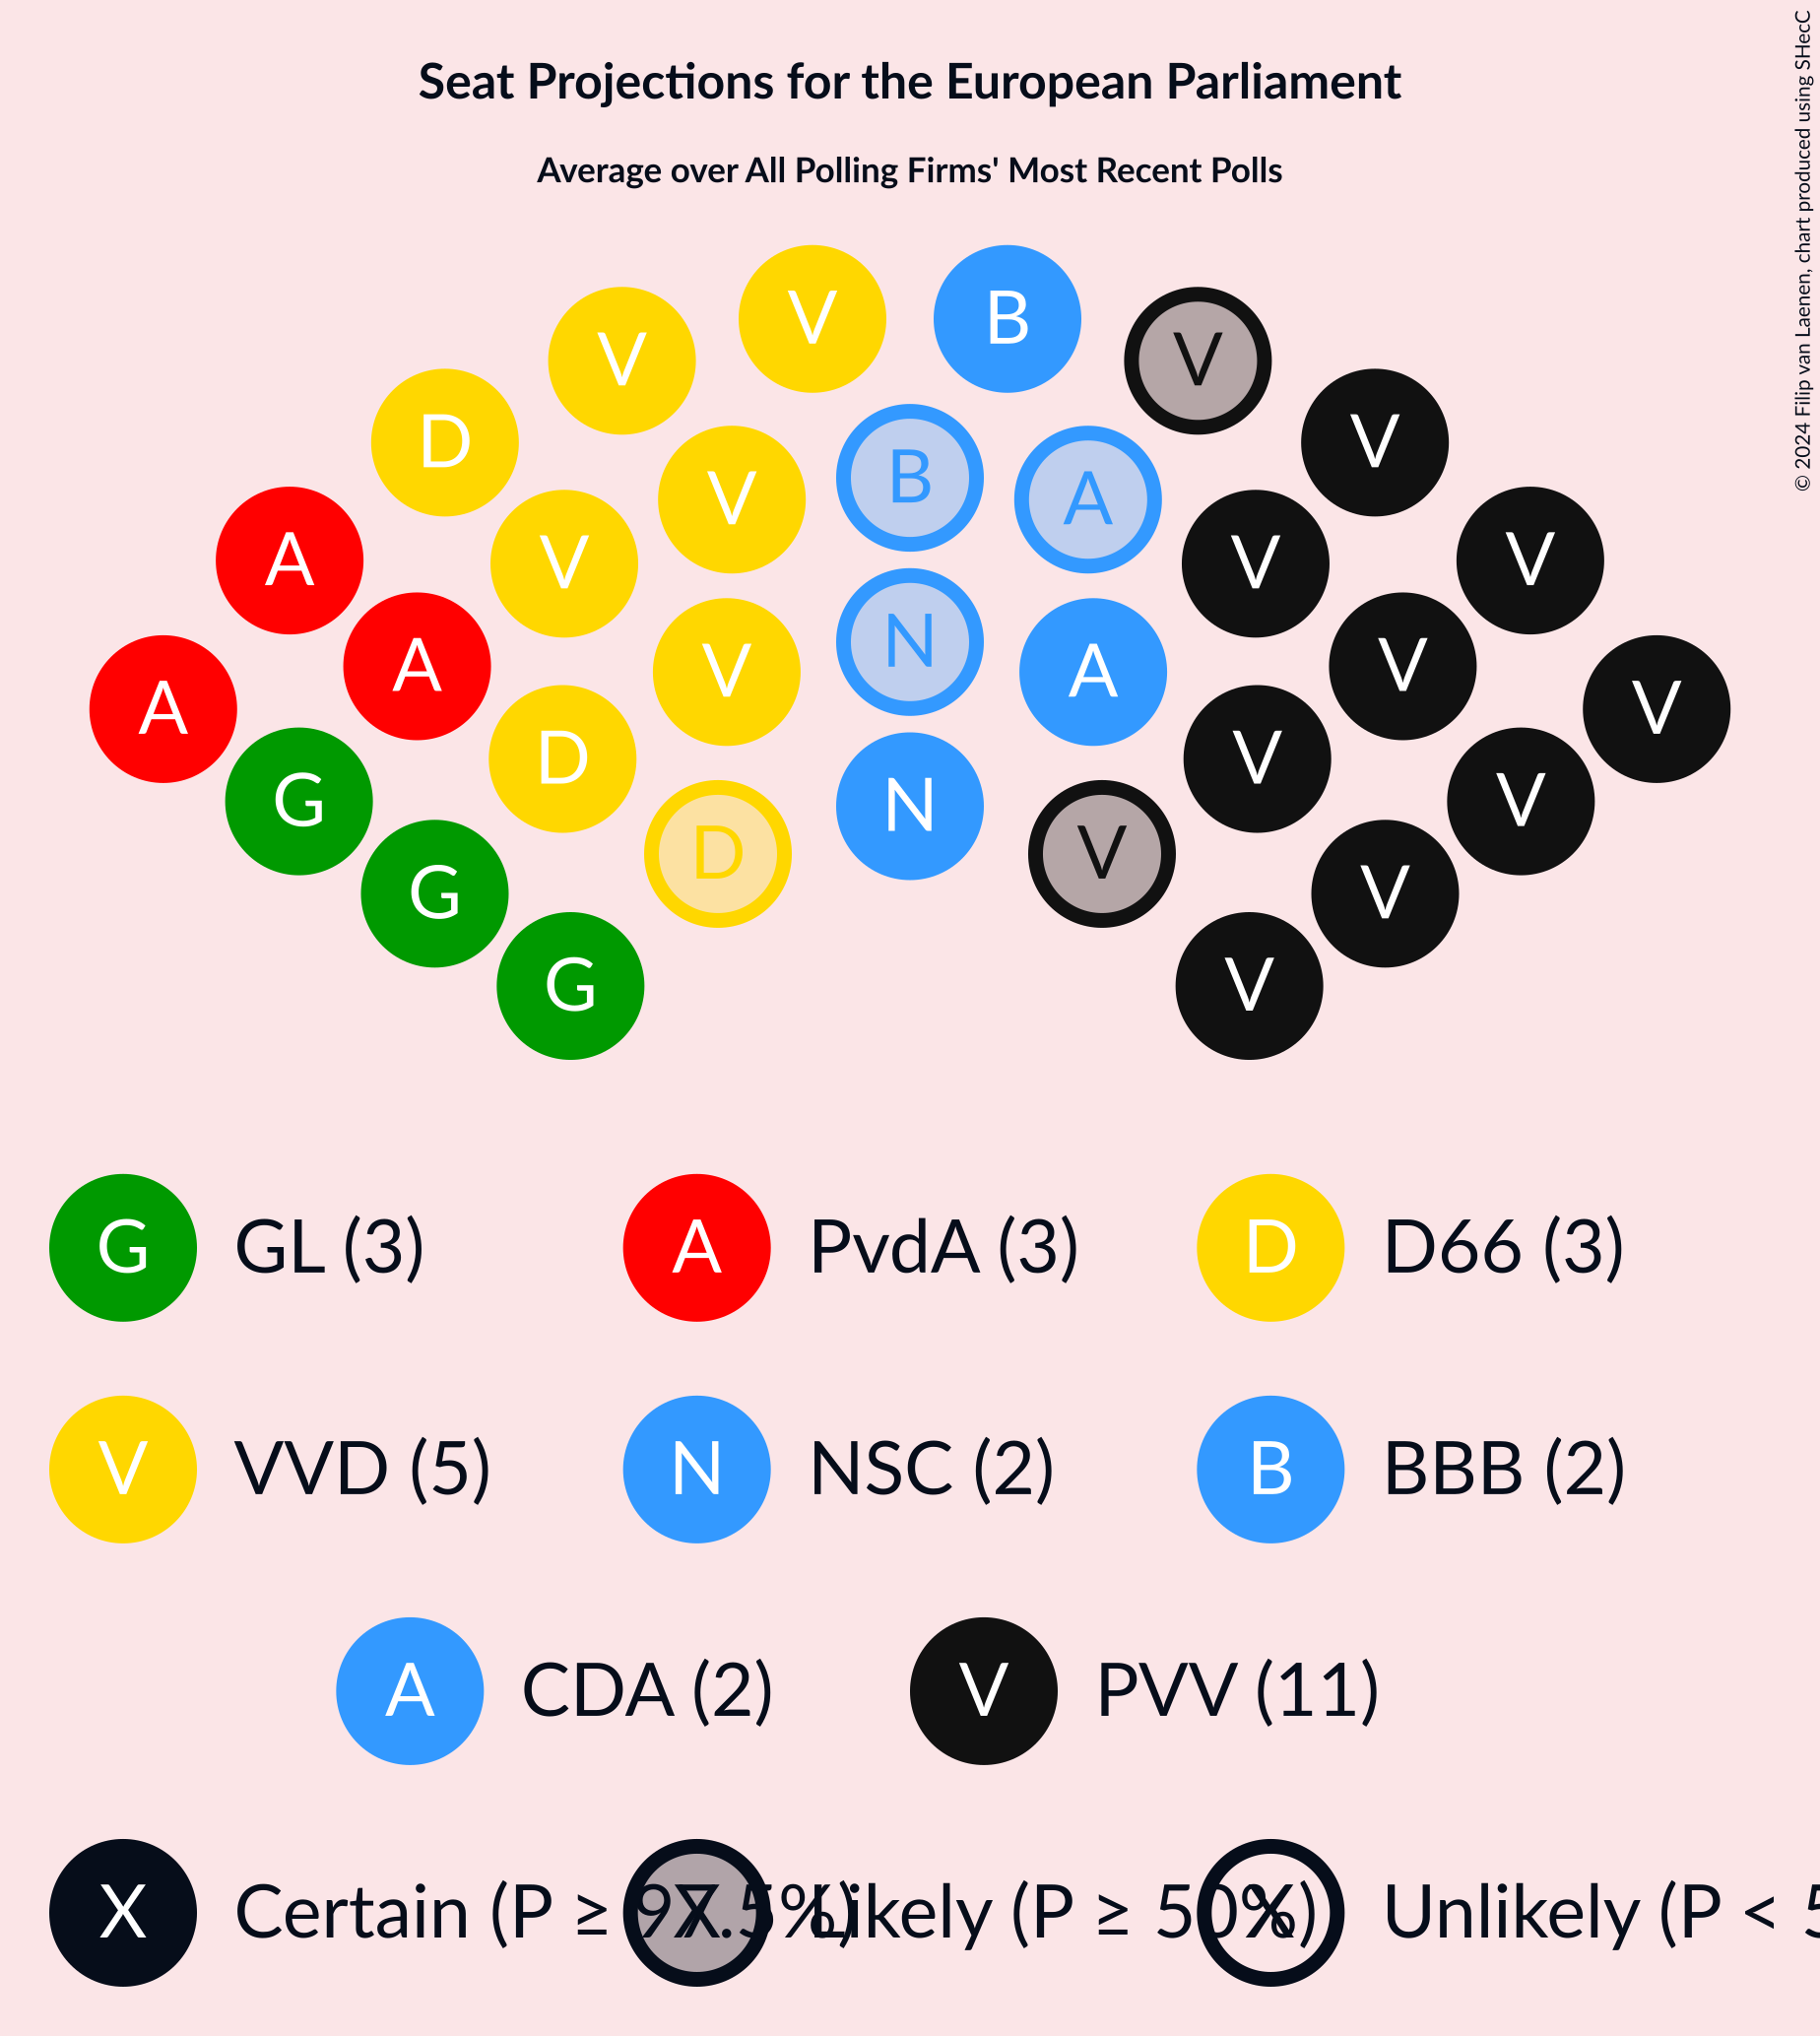 Seat Projections for the European Parliament
Average over All Polling Firms' Most Recent Polls
© 2024 Filip van Laenen, chart produced using SHecC
V V B V
D V
V B A
A V V V
V N A
A V
A D V V
G D N V V
G V
G V
G GL (3) A PvdA (3) D D66 (3)
V VVD (5) N NSC (2) B BBB (2)
A CDA (2) V PVV (11)
X Certain (P ≥ 97.5%) X Likely (P ≥ 50%) X Unlikely (P < 5